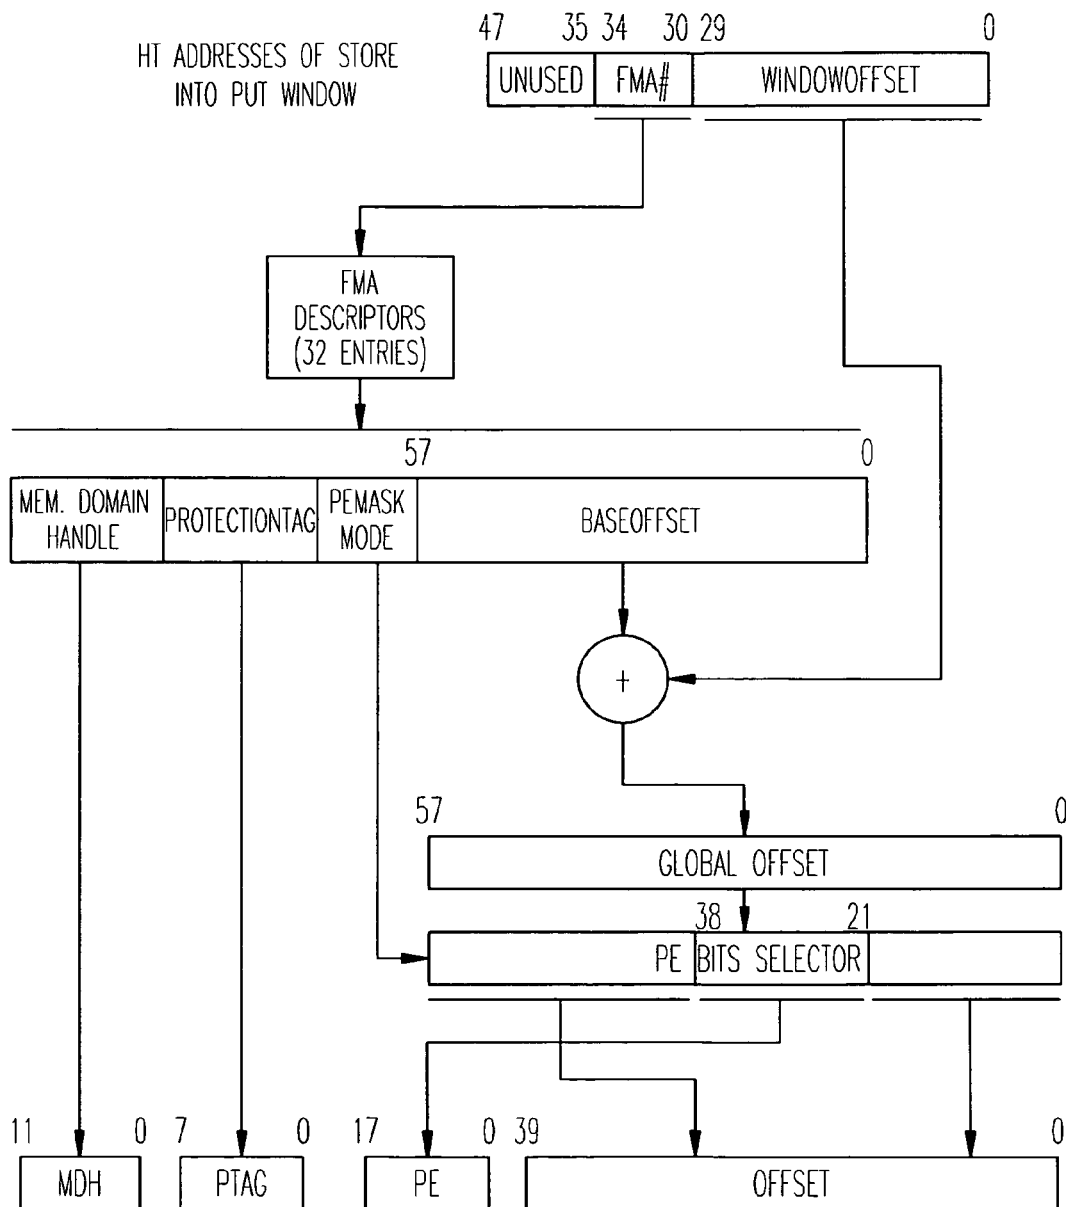 HT ADDRESSES OF STORE
INTO PUT WINDOW
47 35 34 30 29 0
UNUSED FMA# WINDOWOFFSET
FMA
DESCRIPTORS
(32 ENTRIES)
57 0
MEM. DOMAIN
HANDLE
PROTECTIONTAG
PEMASK
MODE
BASEOFFSET
+
57 0
GLOBAL OFFSET
38 21
PE BITS SELECTOR
11 0 7 0 17 0 39 0
MDH PTAG PE OFFSET